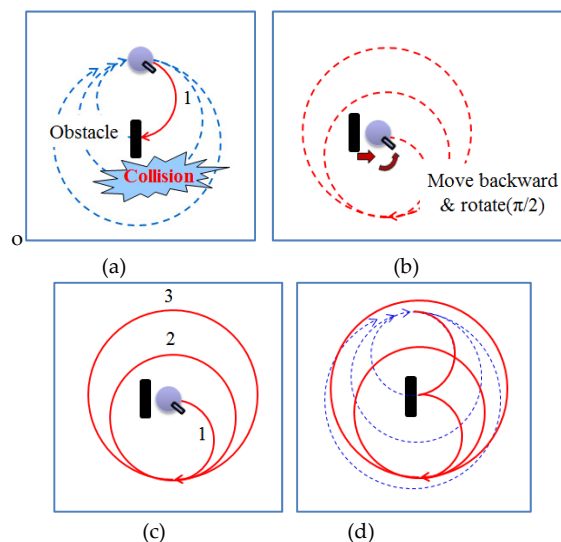 1
Obstacle
Collision
o
(a)
Move backward
& rotate(π/2)
(b)
3
2
1
(c)
(d)